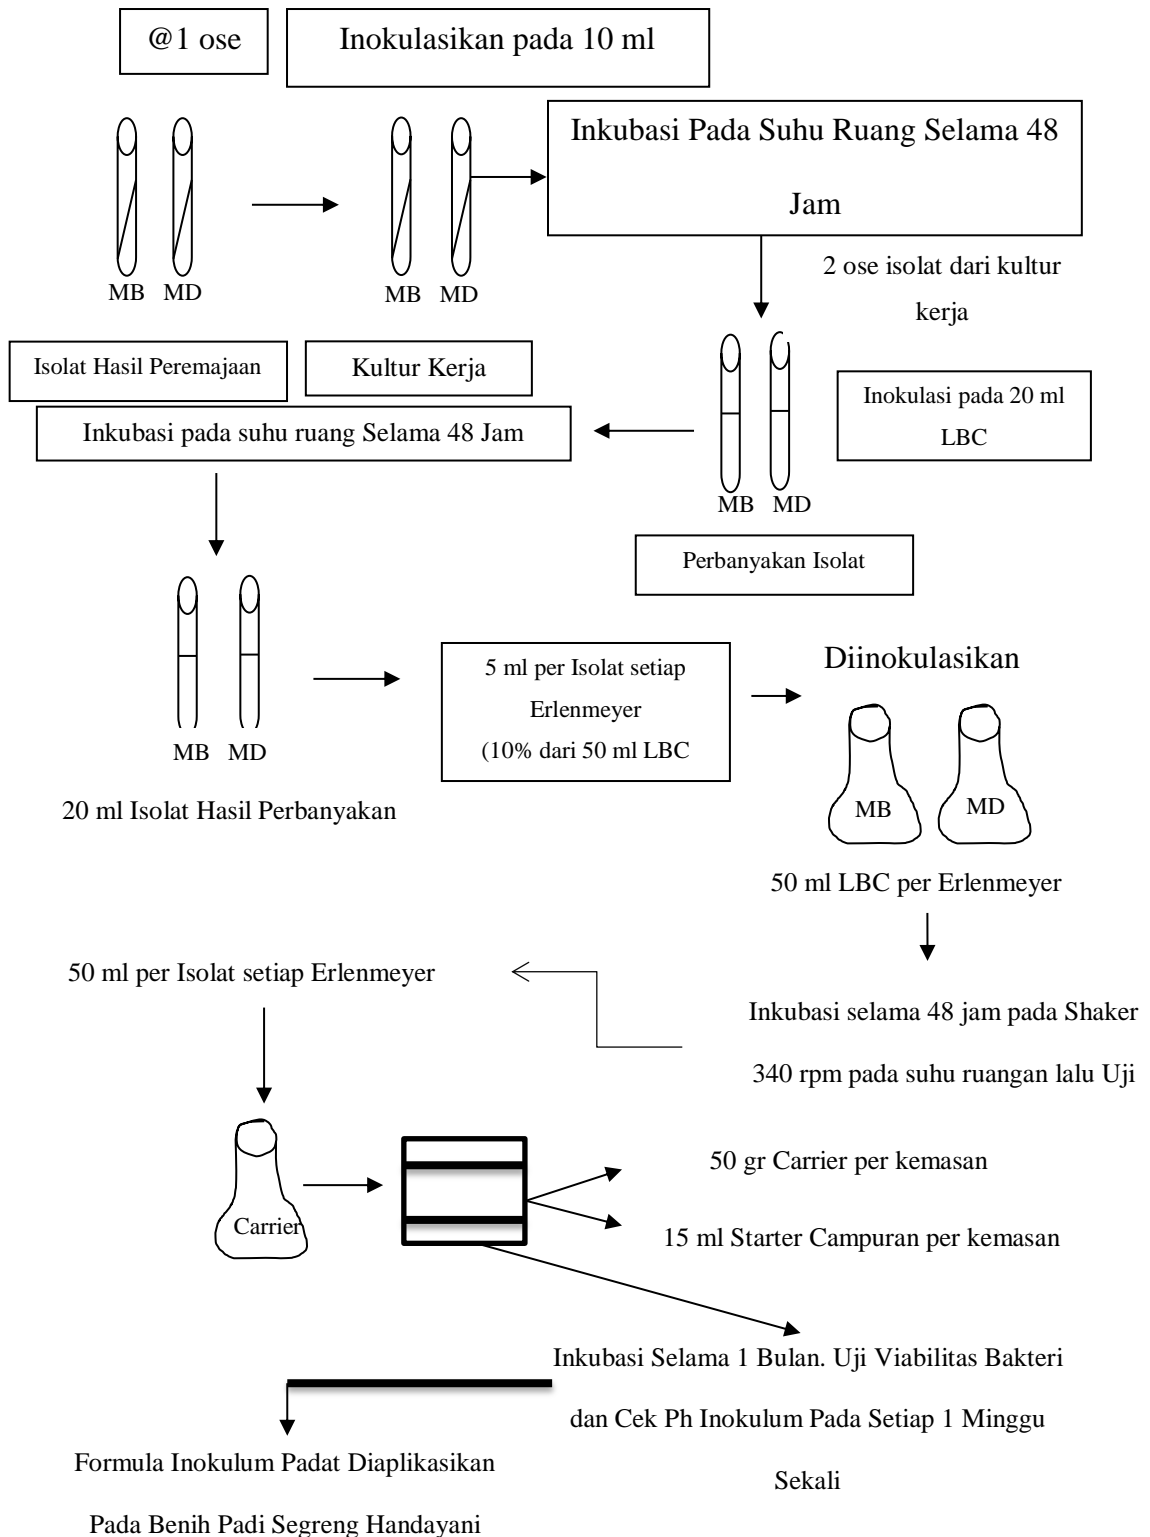 @1 ose
Inokulasikan pada 10 ml
Inkubasi Pada Suhu Ruang Selama 48
Jam
MB MD
MB MD
2 ose isolat dari kultur
kerja
Isolat Hasil Peremajaan
Kultur Kerja
Inokulasi pada 20 ml
LBC
Inkubasi pada suhu ruang Selama 48 Jam
MB MD
Perbanyakan Isolat
MB MD
20 ml Isolat Hasil Perbanyakan
5 ml per Isolat setiap
Erlenmeyer
(10% dari 50 ml LBC
Diinokulasikan
MB
MD
50 ml LBC per Erlenmeyer
Inkubasi selama 48 jam pada Shaker
340 rpm pada suhu ruangan lalu Uji
50 ml per Isolat setiap Erlenmeyer
Carrier
50 gr Carrier per kemasan
15 ml Starter Campuran per kemasan
Inkubasi Selama 1 Bulan. Uji Viabilitas Bakteri
dan Cek Ph Inokulum Pada Setiap 1 Minggu
Sekali
Formula Inokulum Padat Diaplikasikan
Pada Benih Padi Segreng Handayani